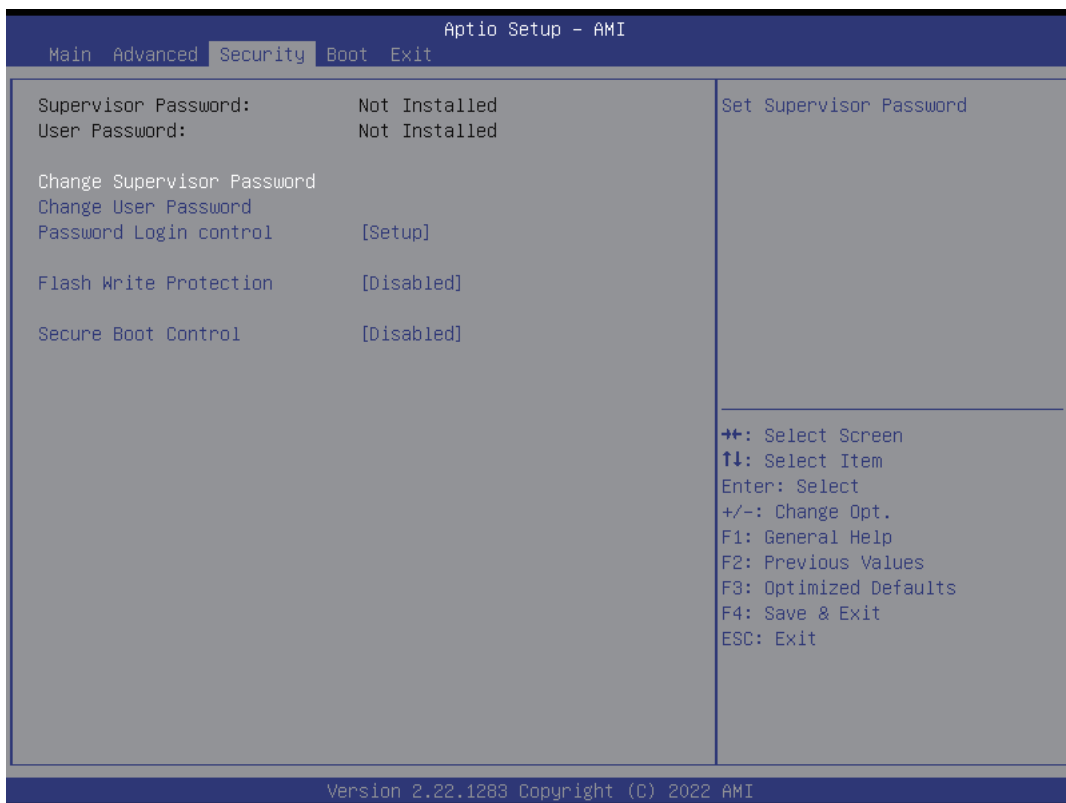 Aptio Setup – AMI
Main Advanced Security Boot Exit
Supervisor Password: Not Installed
User Password: Not Installed
Change Supervisor Password
Change User Password
Password Login control [Setup]
Flash Write Protection [Disabled]
Secure Boot Control [Disabled]
Set Supervisor Password
→←: Select Screen
↑↓: Select Item
Enter: Select
+/-: Change Opt.
F1: General Help
F2: Previous Values
F3: Optimized Defaults
F4: Save & Exit
ESC: Exit
Version 2.22.1283 Copyright (C) 2022 AMI